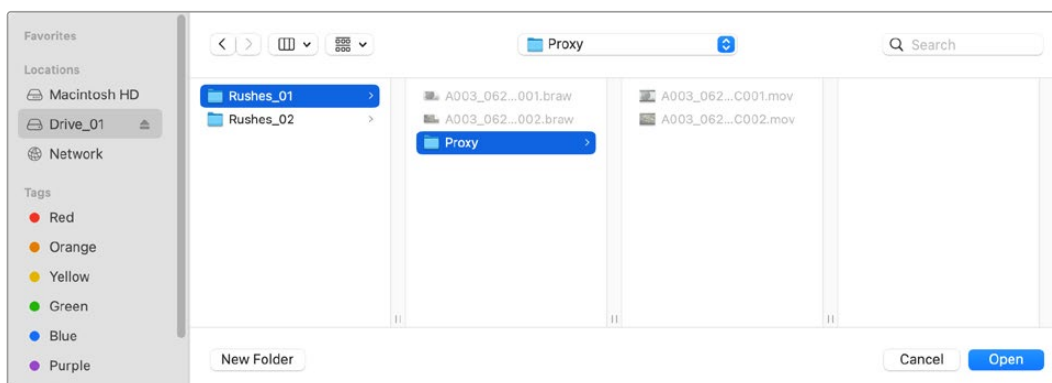 Favorites
Locations
Macintosh HD
Drive_01
Network
Tags
Red
Orange
Yellow
Green
Blue
Purple
Proxy
Search
Rushes_01
Rushes_02
A003_062...001.braw
A003_062...002.braw
Proxy
A003_062...C001.mov
A003_062...C002.mov
New Folder
Cancel
Open